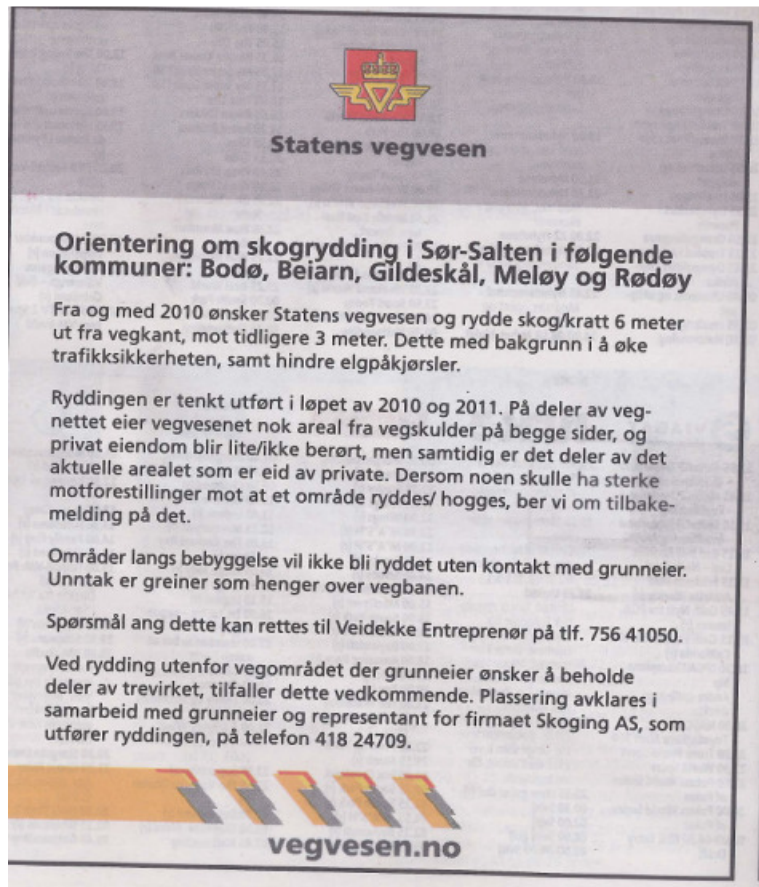 Statens vegvesen
Orientering om skogrydding i Sør-Salten i følgende
kommuner: Bodø, Beiarn, Gildeskål, Meløy og Rødøy
Fra og med 2010 ønsker Statens vegvesen og rydde skog/kratt 6 meter
ut fra vegkant, mot tidligere 3 meter. Dette med bakgrunn i å øke
trafikksikkerheten, samt hindre elgpåkjørsler.
Ryddingen er tenkt utført i løpet av 2010 og 2011. På deler av veg-
nettet eier vegvesenet nok areal fra vegskulder på begge sider, og
privat eiendom blir lite/ikke berørt, men samtidig er det deler av det
aktuelle arealet som er eid av private. Dersom noen skulle ha sterke
motforestillinger mot at et område ryddes/ hogges, ber vi om tilbake-
melding på det.
Områder langs bebyggelse vil ikke bli ryddet uten kontakt med grunneier.
Unntak er greiner som henger over vegbanen.
Spørsmål ang dette kan rettes til Veidekke Entreprenør på tlf. 756 41050.
Ved rydding utenfor vegområdet der grunneier ønsker å beholde
deler av trevirket, tilfaller dette vedkommende. Plassering avklares i
samarbeid med grunneier og representant for firmaet Skoging AS, som
utfører ryddingen, på telefon 418 24709.
vegvesen.no